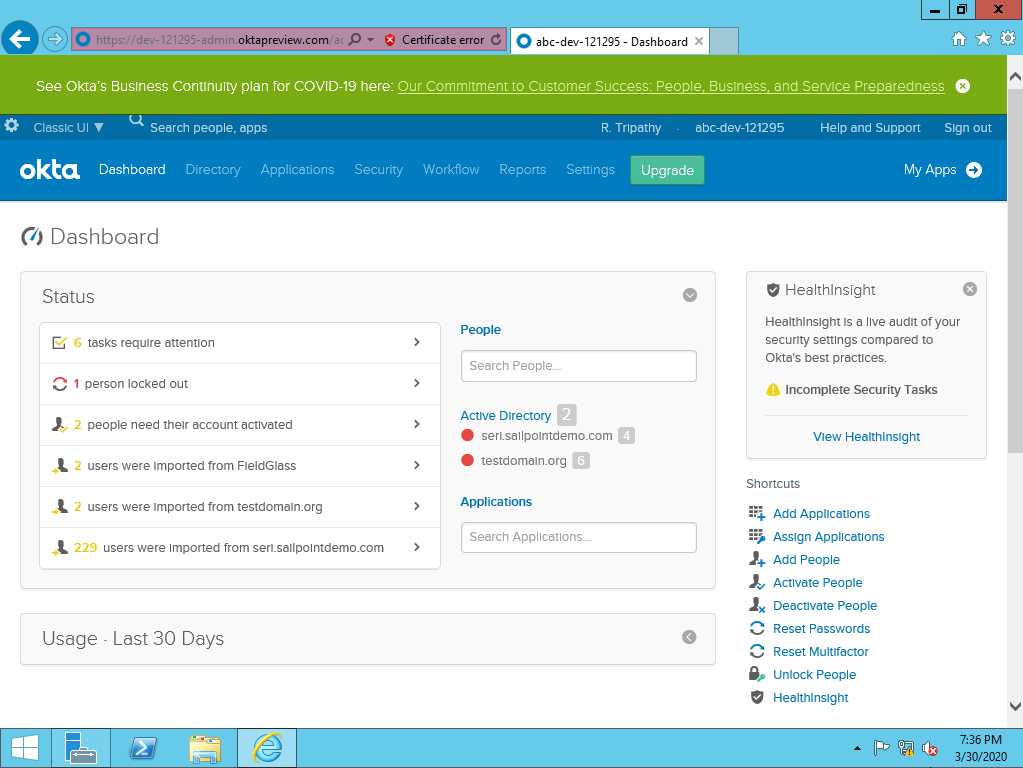 https://dev-121295-admin.oktapreview.com/ac
Certificate error
abc-dev-121295 - Dashboard
See Okta's Business Continuity plan for COVID-19 here: Our Commitment to Customer Success: People, Business, and Service Preparedness
Classic UI
Search people, apps
R. Tripathy
abc-dev-121295
Help and Support
Sign out
okta
Dashboard
Directory
Applications
Security
Workflow
Reports
Settings
Upgrade
My Apps
Dashboard
Status
6 tasks require attention
1 person locked out
2 people need their account activated
2 users were imported from FieldGlass
2 users were imported from testdomain.org
229 users were imported from seri.sailpointdemo.com
People
Search People...
Active Directory 2
seri.sailpointdemo.com 4
testdomain.org 6
Applications
Search Applications...
Usage · Last 30 Days
HealthInsight
HealthInsight is a live audit of your
security settings compared to
Okta's best practices.
Incomplete Security Tasks
View HealthInsight
Shortcuts
Add Applications
Assign Applications
Add People
Activate People
Deactivate People
Reset Passwords
Reset Multifactor
Unlock People
HealthInsight
7:36 PM
3/30/2020